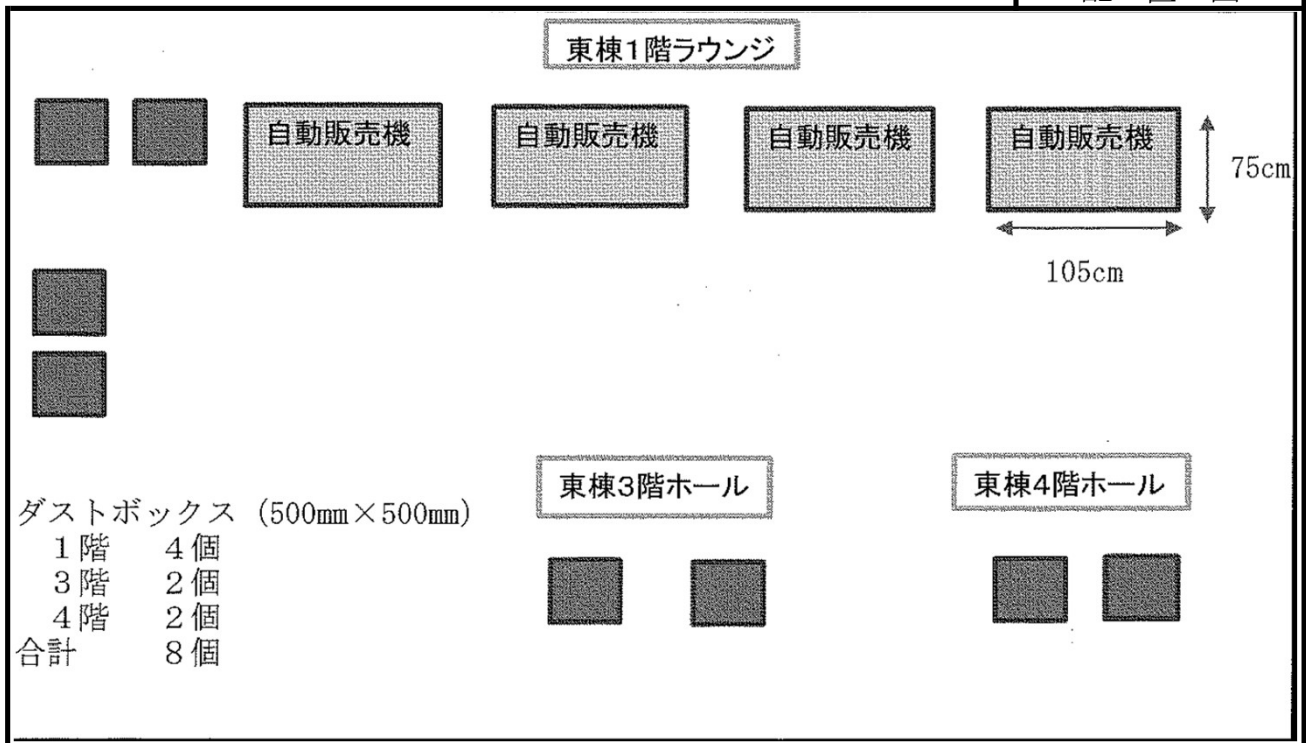 東棟1階ラウンジ
自動販売機
自動販売機
自動販売機
自動販売機
75cm
105cm
東棟3階ホール
東棟4階ホール
ダストボックス（500mm×500mm）
1階　4個
3階　2個
4階　2個
合計　8個